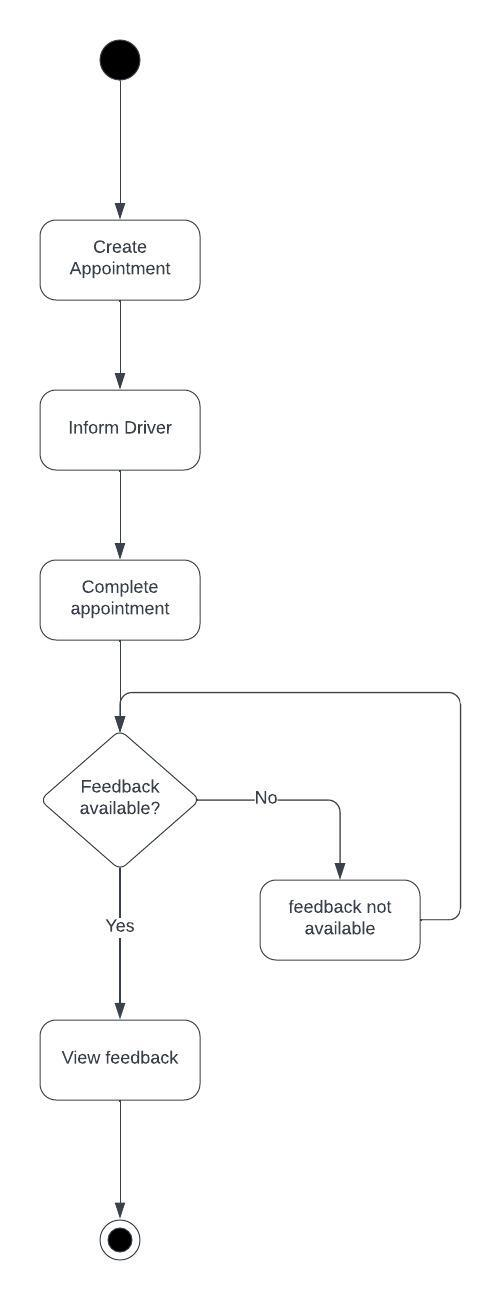 Create
Appointment
Inform Driver
Complete
appointment
Feedback
available?
No
feedback not
available
Yes
View feedback